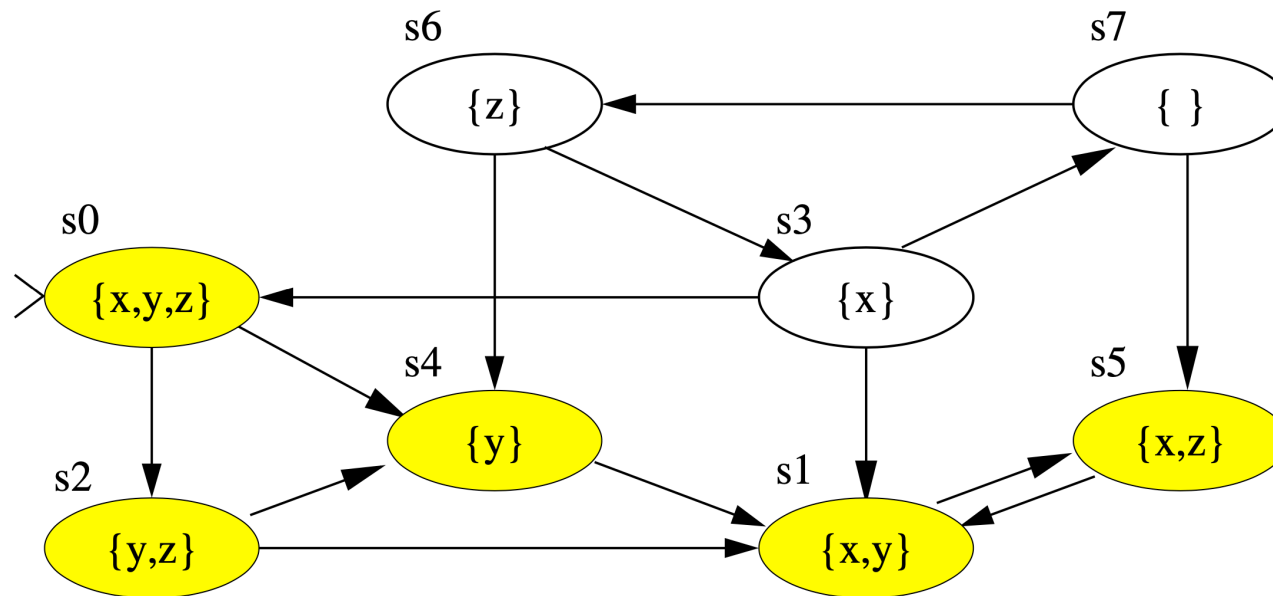 s6
s7
{z}
{ }
s0
s3
{x,y,z}
{x}
s4
s5
{y}
{x,z}
s2
s1
{y,z}
{x,y}